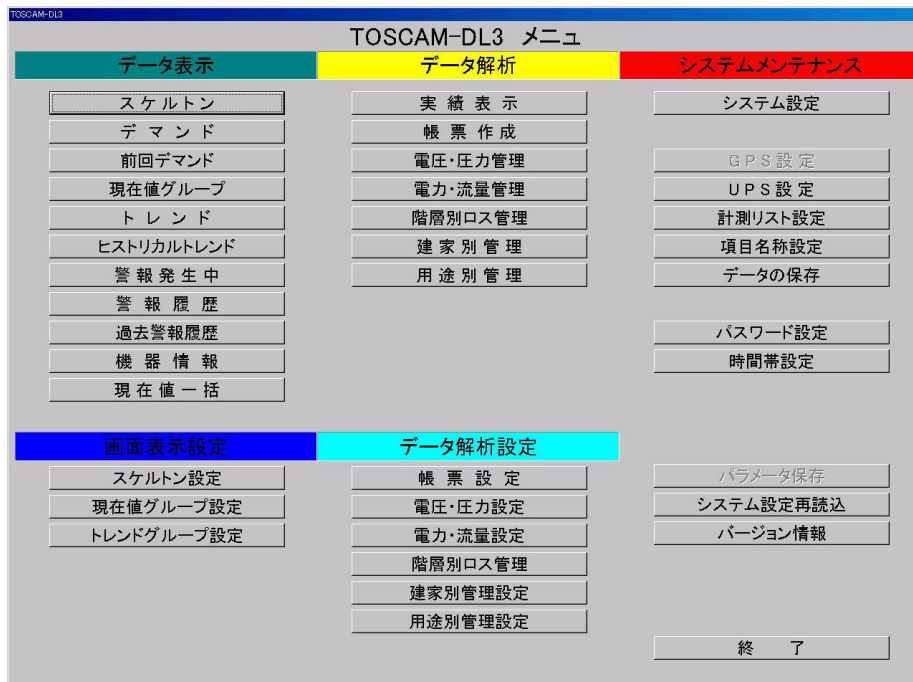 TOSCAM-DL3
TOSCAM-DL3 メニュ
データ表示
スケルトン
デマンド
前回デマンド
現在値グループ
トレンド
ヒストリカルトレンド
警報発生中
警報履歴
過去警報履歴
機器情報
現在値一括
データ解析
実績表示
帳票作成
電圧・圧力管理
電力・流量管理
階層別ロス管理
建家別管理
用途別管理
システムメンテナンス
システム設定
GPS設定
UPS設定
計測リスト設定
項目名称設定
データの保存
パスワード設定
時間帯設定
画面表示設定
スケルトン設定
現在値グループ設定
トレンドグループ設定
データ解析設定
帳票設定
電圧・圧力設定
電力・流量設定
階層別ロス管理
建家別管理設定
用途別管理設定
パラメータ保存
システム設定再読込
バージョン情報
終了